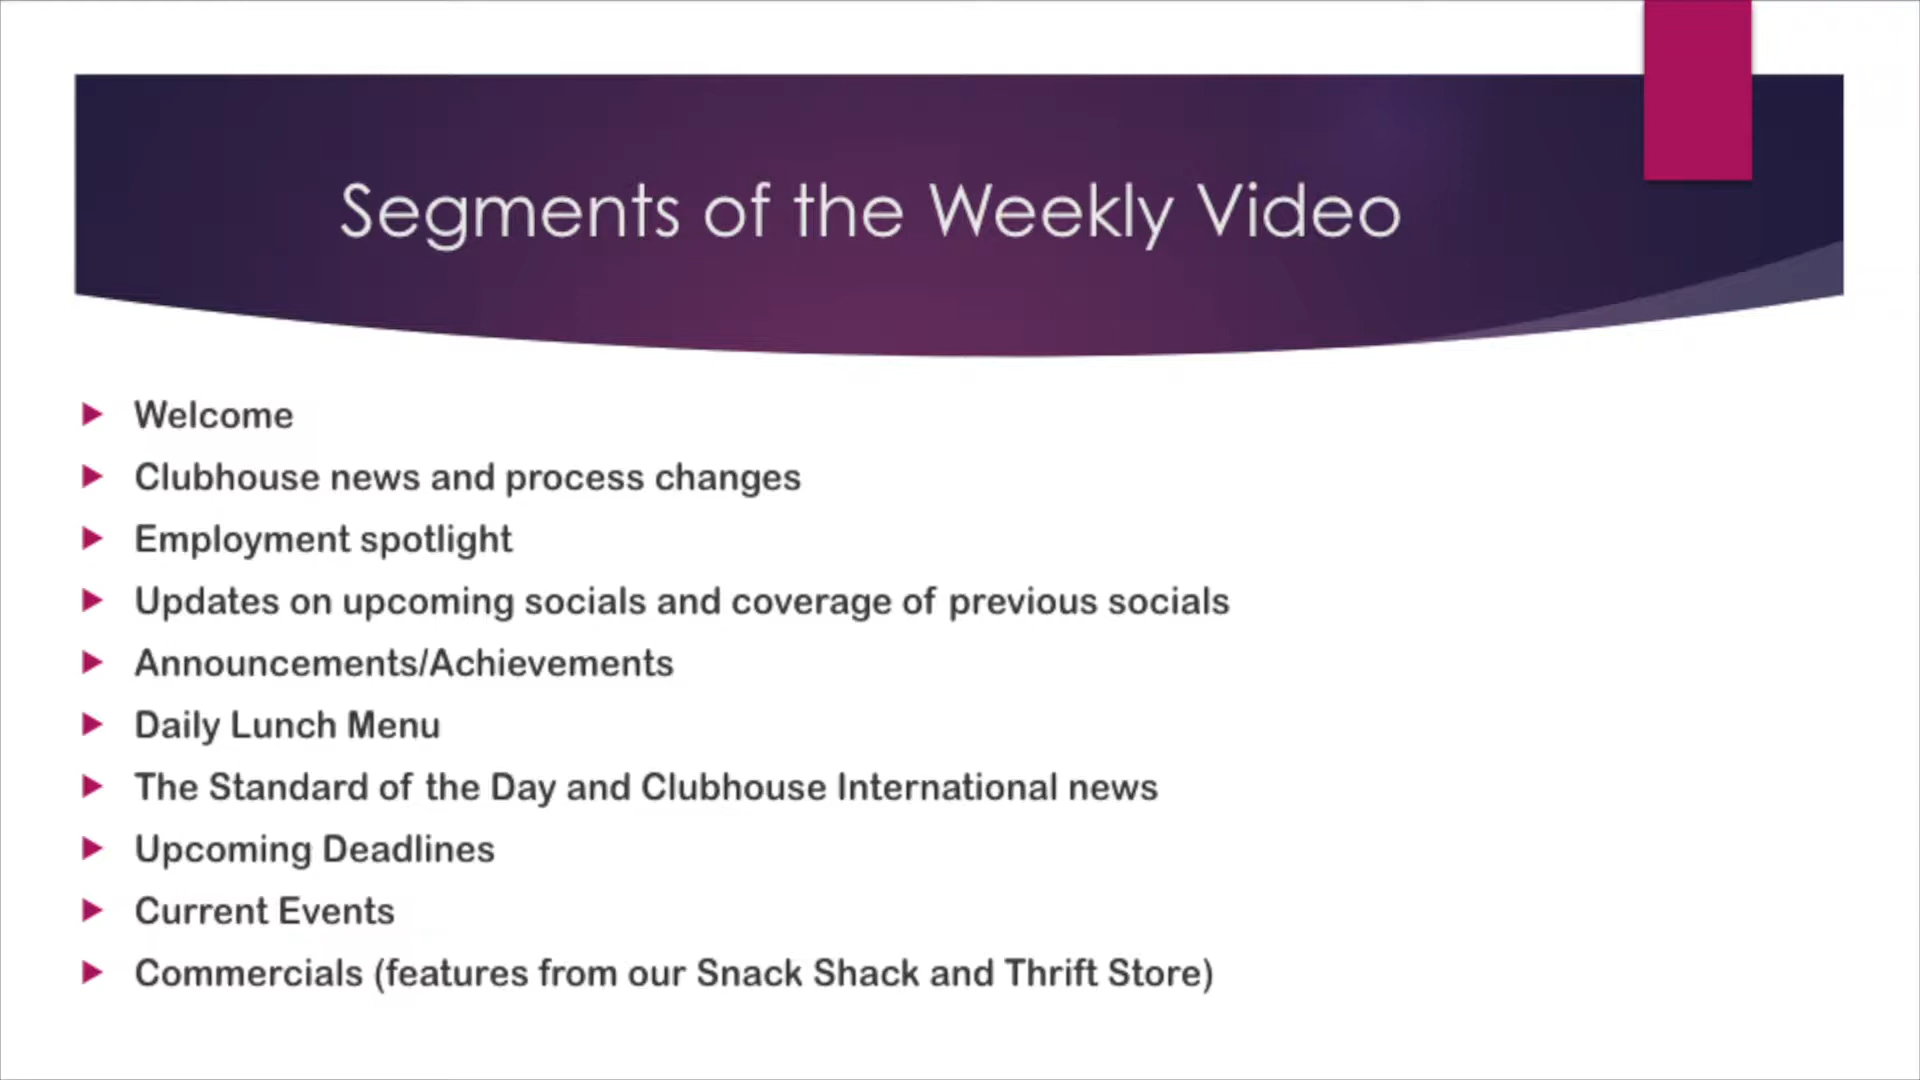 Segments of the Weekly Video
Welcome
Clubhouse news and process changes
Employment spotlight
Updates on upcoming socials and coverage of previous socials
Announcements/Achievements
Daily Lunch Menu
The Standard of the Day and Clubhouse International news
Upcoming Deadlines
Current Events
Commercials (features from our Snack Shack and Thrift Store)